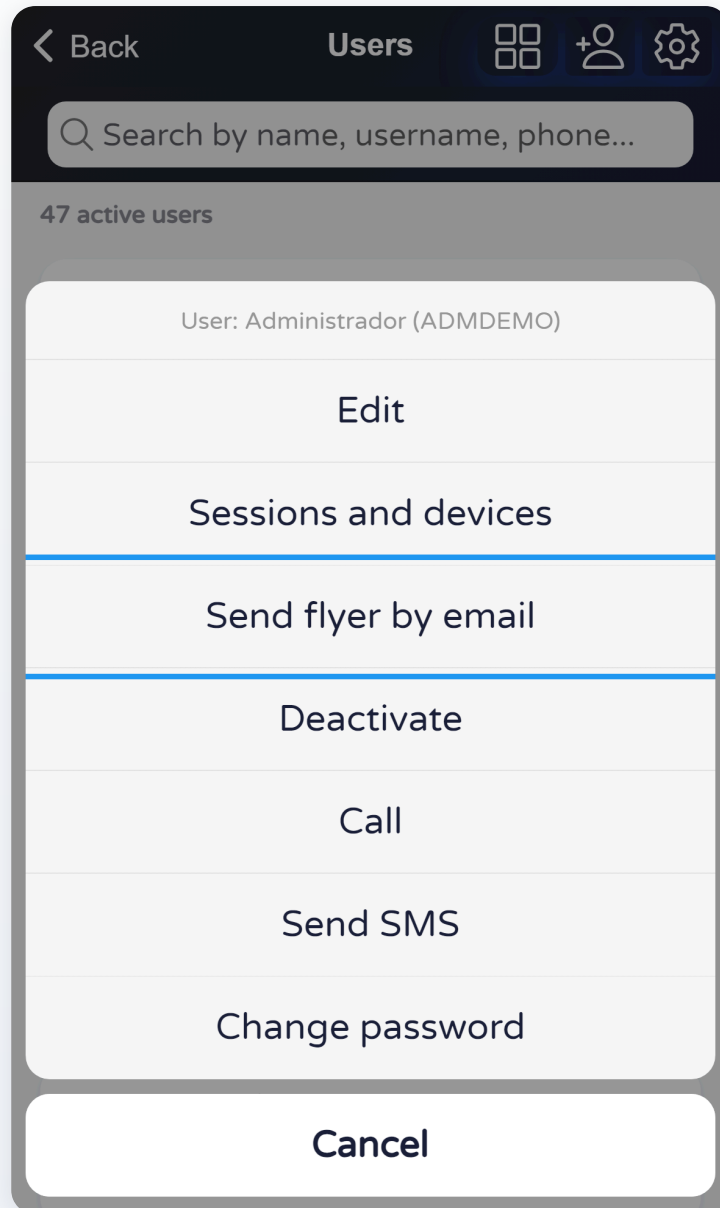 Back
Users
Search by name, username, phone...
47 active users
User: Administrador (ADMDEMO)
Edit
Sessions and devices
Send flyer by email
Deactivate
Call
Send SMS
Change password
Cancel